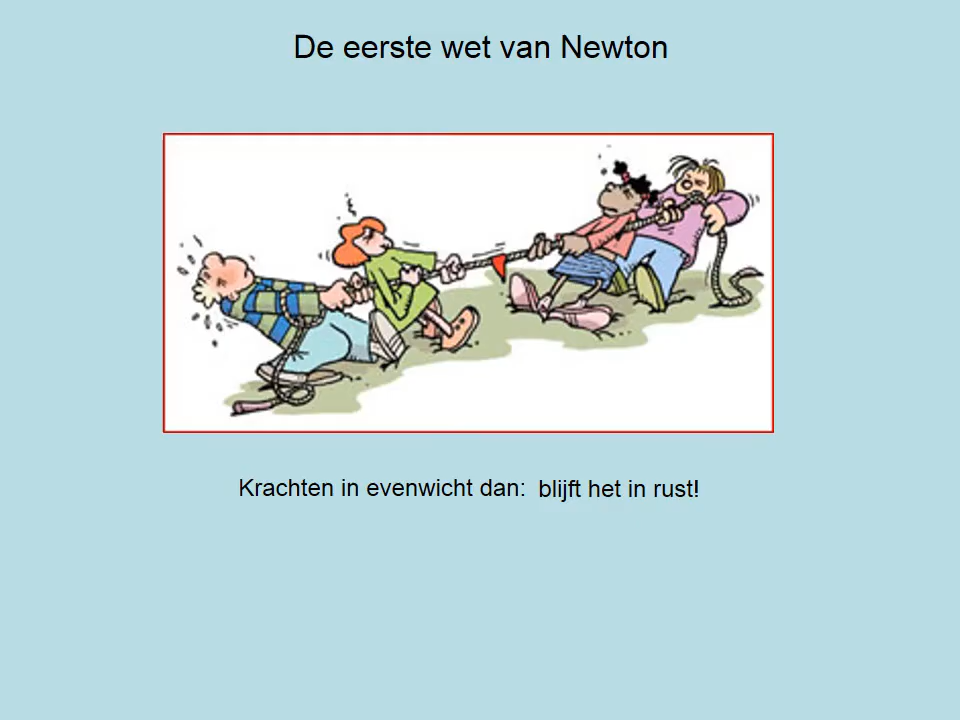 De eerste wet van Newton
Krachten in evenwicht dan: blijft het in rust!